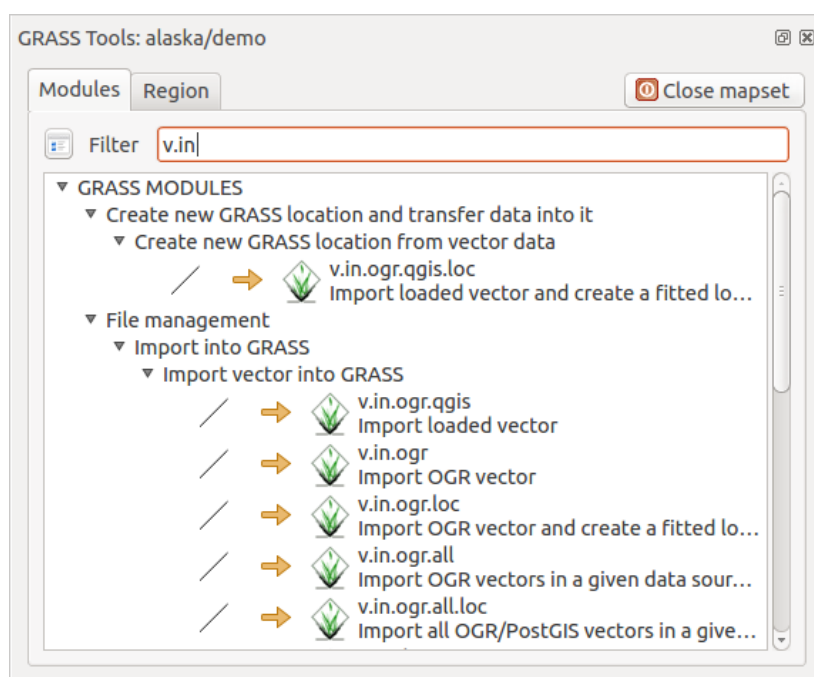 GRASS Tools: alaska/demo
Modules Region Close mapset
Filter v.in
GRASS MODULES
Create new GRASS location and transfer data into it
Create new GRASS location from vector data
v.in.ogr.qgis.loc
Import loaded vector and create a fitted lo...
File management
Import into GRASS
Import vector into GRASS
v.in.ogr.qgis
Import loaded vector
v.in.ogr
Import OGR vector
v.in.ogr.loc
Import OGR vector and create a fitted lo...
v.in.ogr.all
Import OGR vectors in a given data sour...
v.in.ogr.all.loc
Import all OGR/PostGIS vectors in a give...